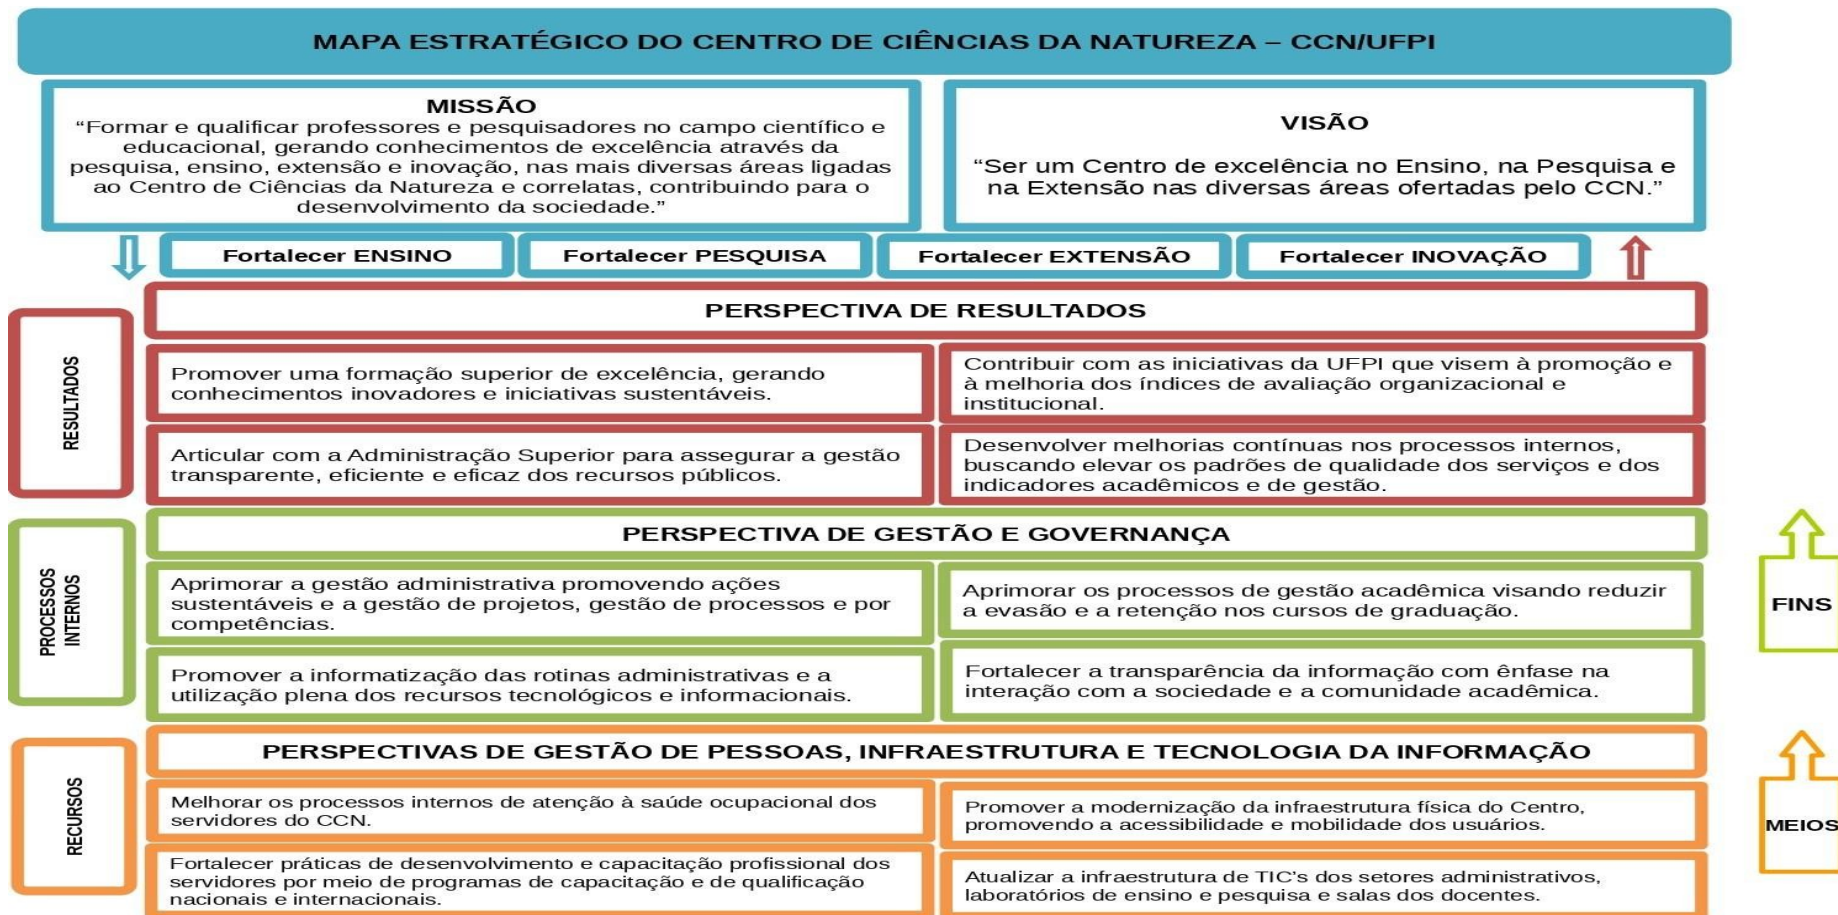 MAPA ESTRATÉGICO DO CENTRO DE CIÊNCIAS DA NATUREZA – CCN/UFPI
MISSÃO
“Formar e qualificar professores e pesquisadores no campo científico e
educacional, gerando conhecimentos de excelência através da
pesquisa, ensino, extensão e inovação, nas mais diversas áreas ligadas
ao Centro de Ciências da Natureza e correlatas, contribuindo para o
desenvolvimento da sociedade.”
VISÃO
“Ser um Centro de excelência no Ensino, na Pesquisa e
na Extensão nas diversas áreas ofertadas pelo CCN.”
Fortalecer ENSINO
Fortalecer PESQUISA
Fortalecer EXTENSÃO
Fortalecer INOVAÇÃO
RESULTADOS
PERSPECTIVA DE RESULTADOS
Promover uma formação superior de excelência, gerando
conhecimentos inovadores e iniciativas sustentáveis.
Contribuir com as iniciativas da UFPI que visem à promoção e
à melhoria dos índices de avaliação organizacional e
institucional.
Articular com a Administração Superior para assegurar a gestão
transparente, eficiente e eficaz dos recursos públicos.
Desenvolver melhorias contínuas nos processos internos,
buscando elevar os padrões de qualidade dos serviços e dos
indicadores acadêmicos e de gestão.
PROCESSOS
INTERNOS
PERSPECTIVA DE GESTÃO E GOVERNANÇA
Aprimorar a gestão administrativa promovendo ações
sustentáveis e a gestão de projetos, gestão de processos e por
competências.
Aprimorar os processos de gestão acadêmica visando reduzir
a evasão e a retenção nos cursos de graduação.
Promover a informatização das rotinas administrativas e a
utilização plena dos recursos tecnológicos e informacionais.
Fortalecer a transparência da informação com ênfase na
interação com a sociedade e a comunidade acadêmica.
FINS
RECURSOS
PERSPECTIVAS DE GESTÃO DE PESSOAS, INFRAESTRUTURA E TECNOLOGIA DA INFORMAÇÃO
Melhorar os processos internos de atenção à saúde ocupacional dos
servidores do CCN.
Promover a modernização da infraestrutura física do Centro,
promovendo a acessibilidade e mobilidade dos usuários.
Fortalecer práticas de desenvolvimento e capacitação profissional dos
servidores por meio de programas de capacitação e de qualificação
nacionais e internacionais.
Atualizar a infraestrutura de TIC's dos setores administrativos,
laboratórios de ensino e pesquisa e salas dos docentes.
MEIOS